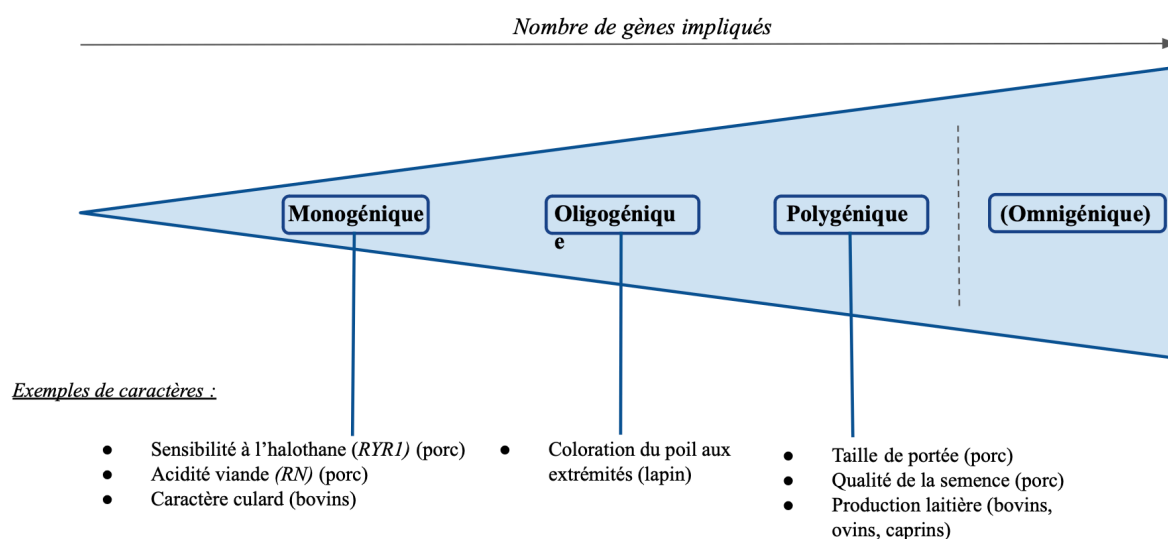 Nombre de gènes impliqués
Monogénique
Oligogéniqu
e
Polygénique
(Omnigénique)
Exemples de caractères :
● Sensibilité à l’halothane (RYR1) (porc)
● Acidité viande (RN) (porc)
● Caractère culard (bovins)
● Coloration du poil aux
extrémités (lapin)
● Taille de portée (porc)
● Qualité de la semence (porc)
● Production laitière (bovins,
ovins, caprins)